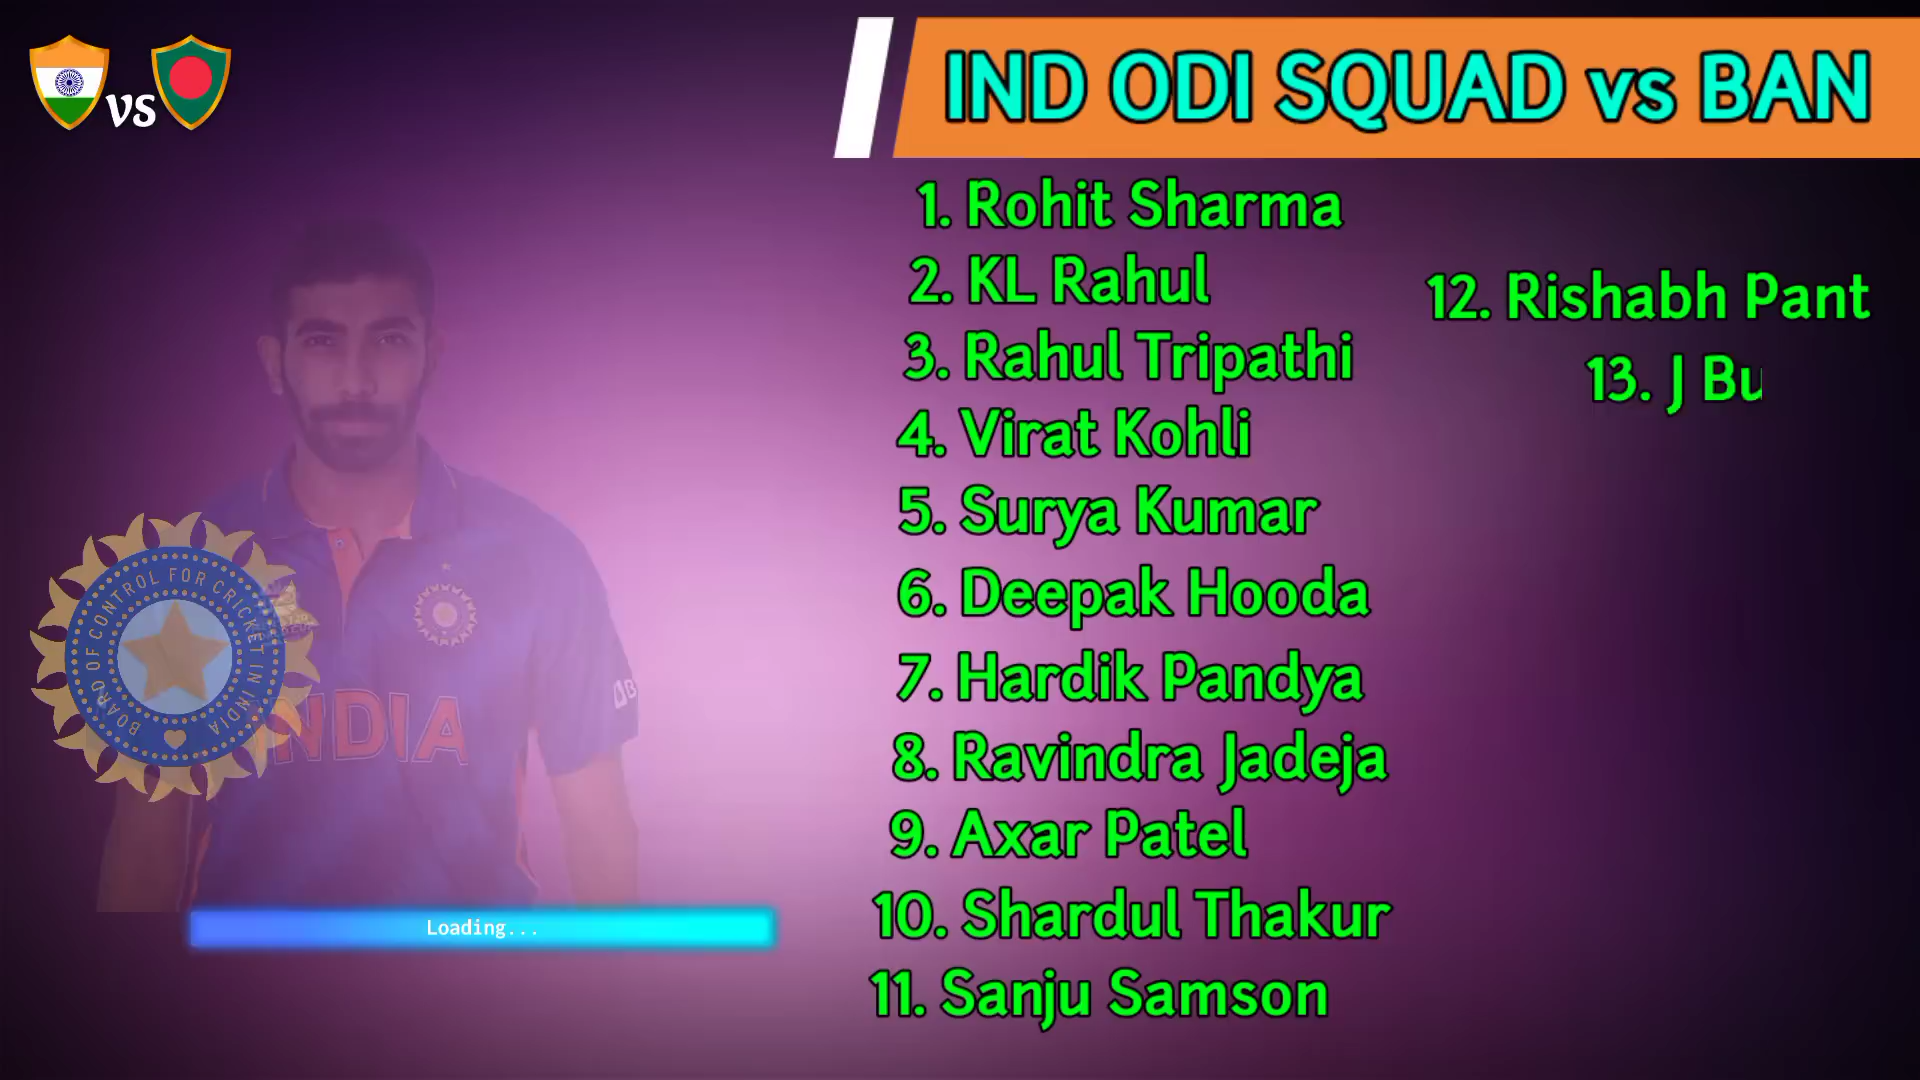 VS
IND ODI SQUAD vs BAN
1. Rohit Sharma
2. KL Rahul
3. Rahul Tripathi
4. Virat Kohli
5. Surya Kumar
6. Deepak Hooda
7. Hardik Pandya
8. Ravindra Jadeja
9. Axar Patel
10. Shardul Thakur
11. Sanju Samson
12. Rishabh Pant
13. J Bu
BOARD OF CONTROL FOR CRICKET IN INDIA
INDIA
Loading...